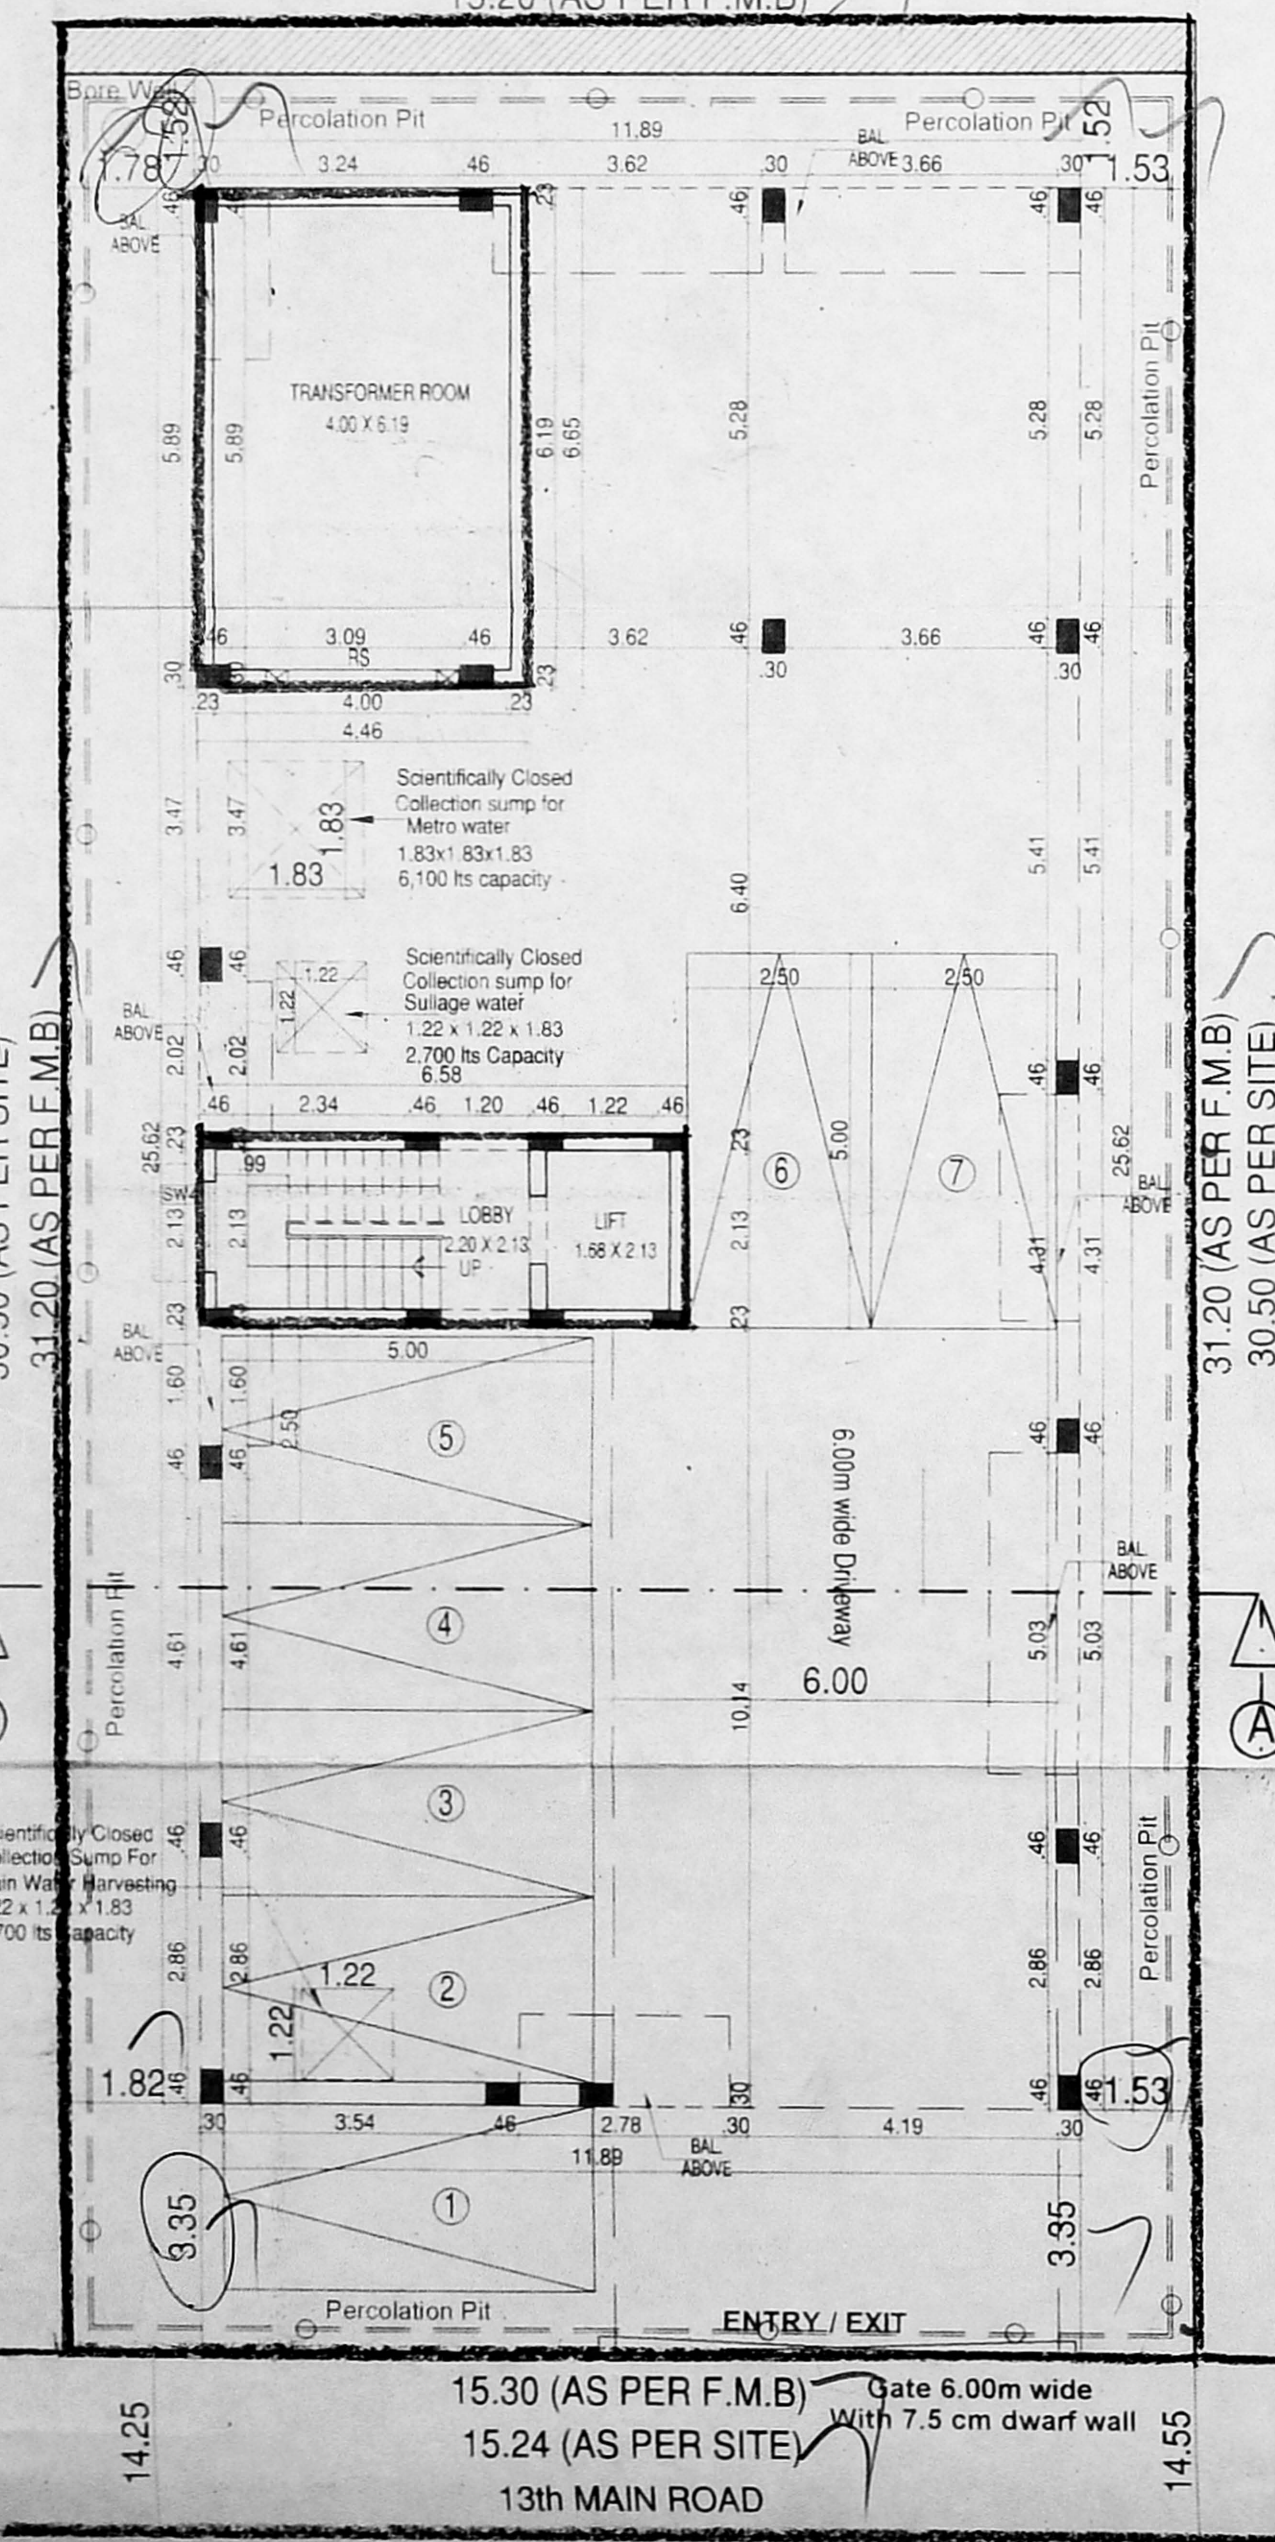 15.20 (AS PER F.M.B)
Bore Well
1.52
Percolation Pit
11.89
Percolation Pit
1.52
BAL
ABOVE
1.787
.30
3.24
.46
3.62
.30
3.66
.30
1.53
.46
.46
.23
.46
.46
.46
BAL
ABOVE
Percolation Pit
TRANSFORMER ROOM
4.00 X 6.19
5.89
5.89
6.19
6.65
5.28
5.28
5.28
.46
3.09
.46
3.62
.46
3.66
.46
.46
RS
.30
.23
.30
.30
.23
4.00
.23
4.46
Scientifically Closed
Collection sump for
Metro water
1.83x1.83x1.83
6,100 lts capacity
3.47
3.47
1.83
1.83
5.41
5.41
6.40
Scientifically Closed
Collection sump for
Sullage water
1.22 x 1.22 x 1.83
2.700 lts Capacity
.46
.46
1.22
1.22
2.50
2.50
BAL
ABOVE
2.02
2.02
6.58
.46
.46
31.20 (AS PER F.M.B)
31.20 (AS PER F.M.B)
30.50 (AS PER SITE)
.46
2.34
.46
1.20
.46
1.22
.46
25.62
.23
.23
5.00
25.62
.99
6
7
SW4
BAL
ABOVE
2.13
2.13
LOBBY
2.20 X 2.13
UP
LIFT
1.68 X 2.13
2.13
4.31
4.31
.23
.23
BAL
ABOVE
5.00
1.60
1.60
2.50
5
.46
.46
.46
.46
6.00m wide Driveway
BAL
ABOVE
4
4.61
4.61
5.03
5.03
Percolation Pit
6.00
10.14
A
3
Closed
Sump For
Harvesting
x 1.83
.46
.46
.46
.46
Percolation Pit
2.86
2.86
1.22
1.22
2
2.86
2.86
1.82
.46
.46
.30
.46
.46
1.53
.30
3.54
.46
2.78
.30
4.19
.30
11.89
BAL
ABOVE
3.35
1
3.35
Percolation Pit
ENTRY / EXIT
15.30 (AS PER F.M.B)
Gate 6.00m wide
With 7.5 cm dwarf wall
15.24 (AS PER SITE)
14.25
14.55
13th MAIN ROAD